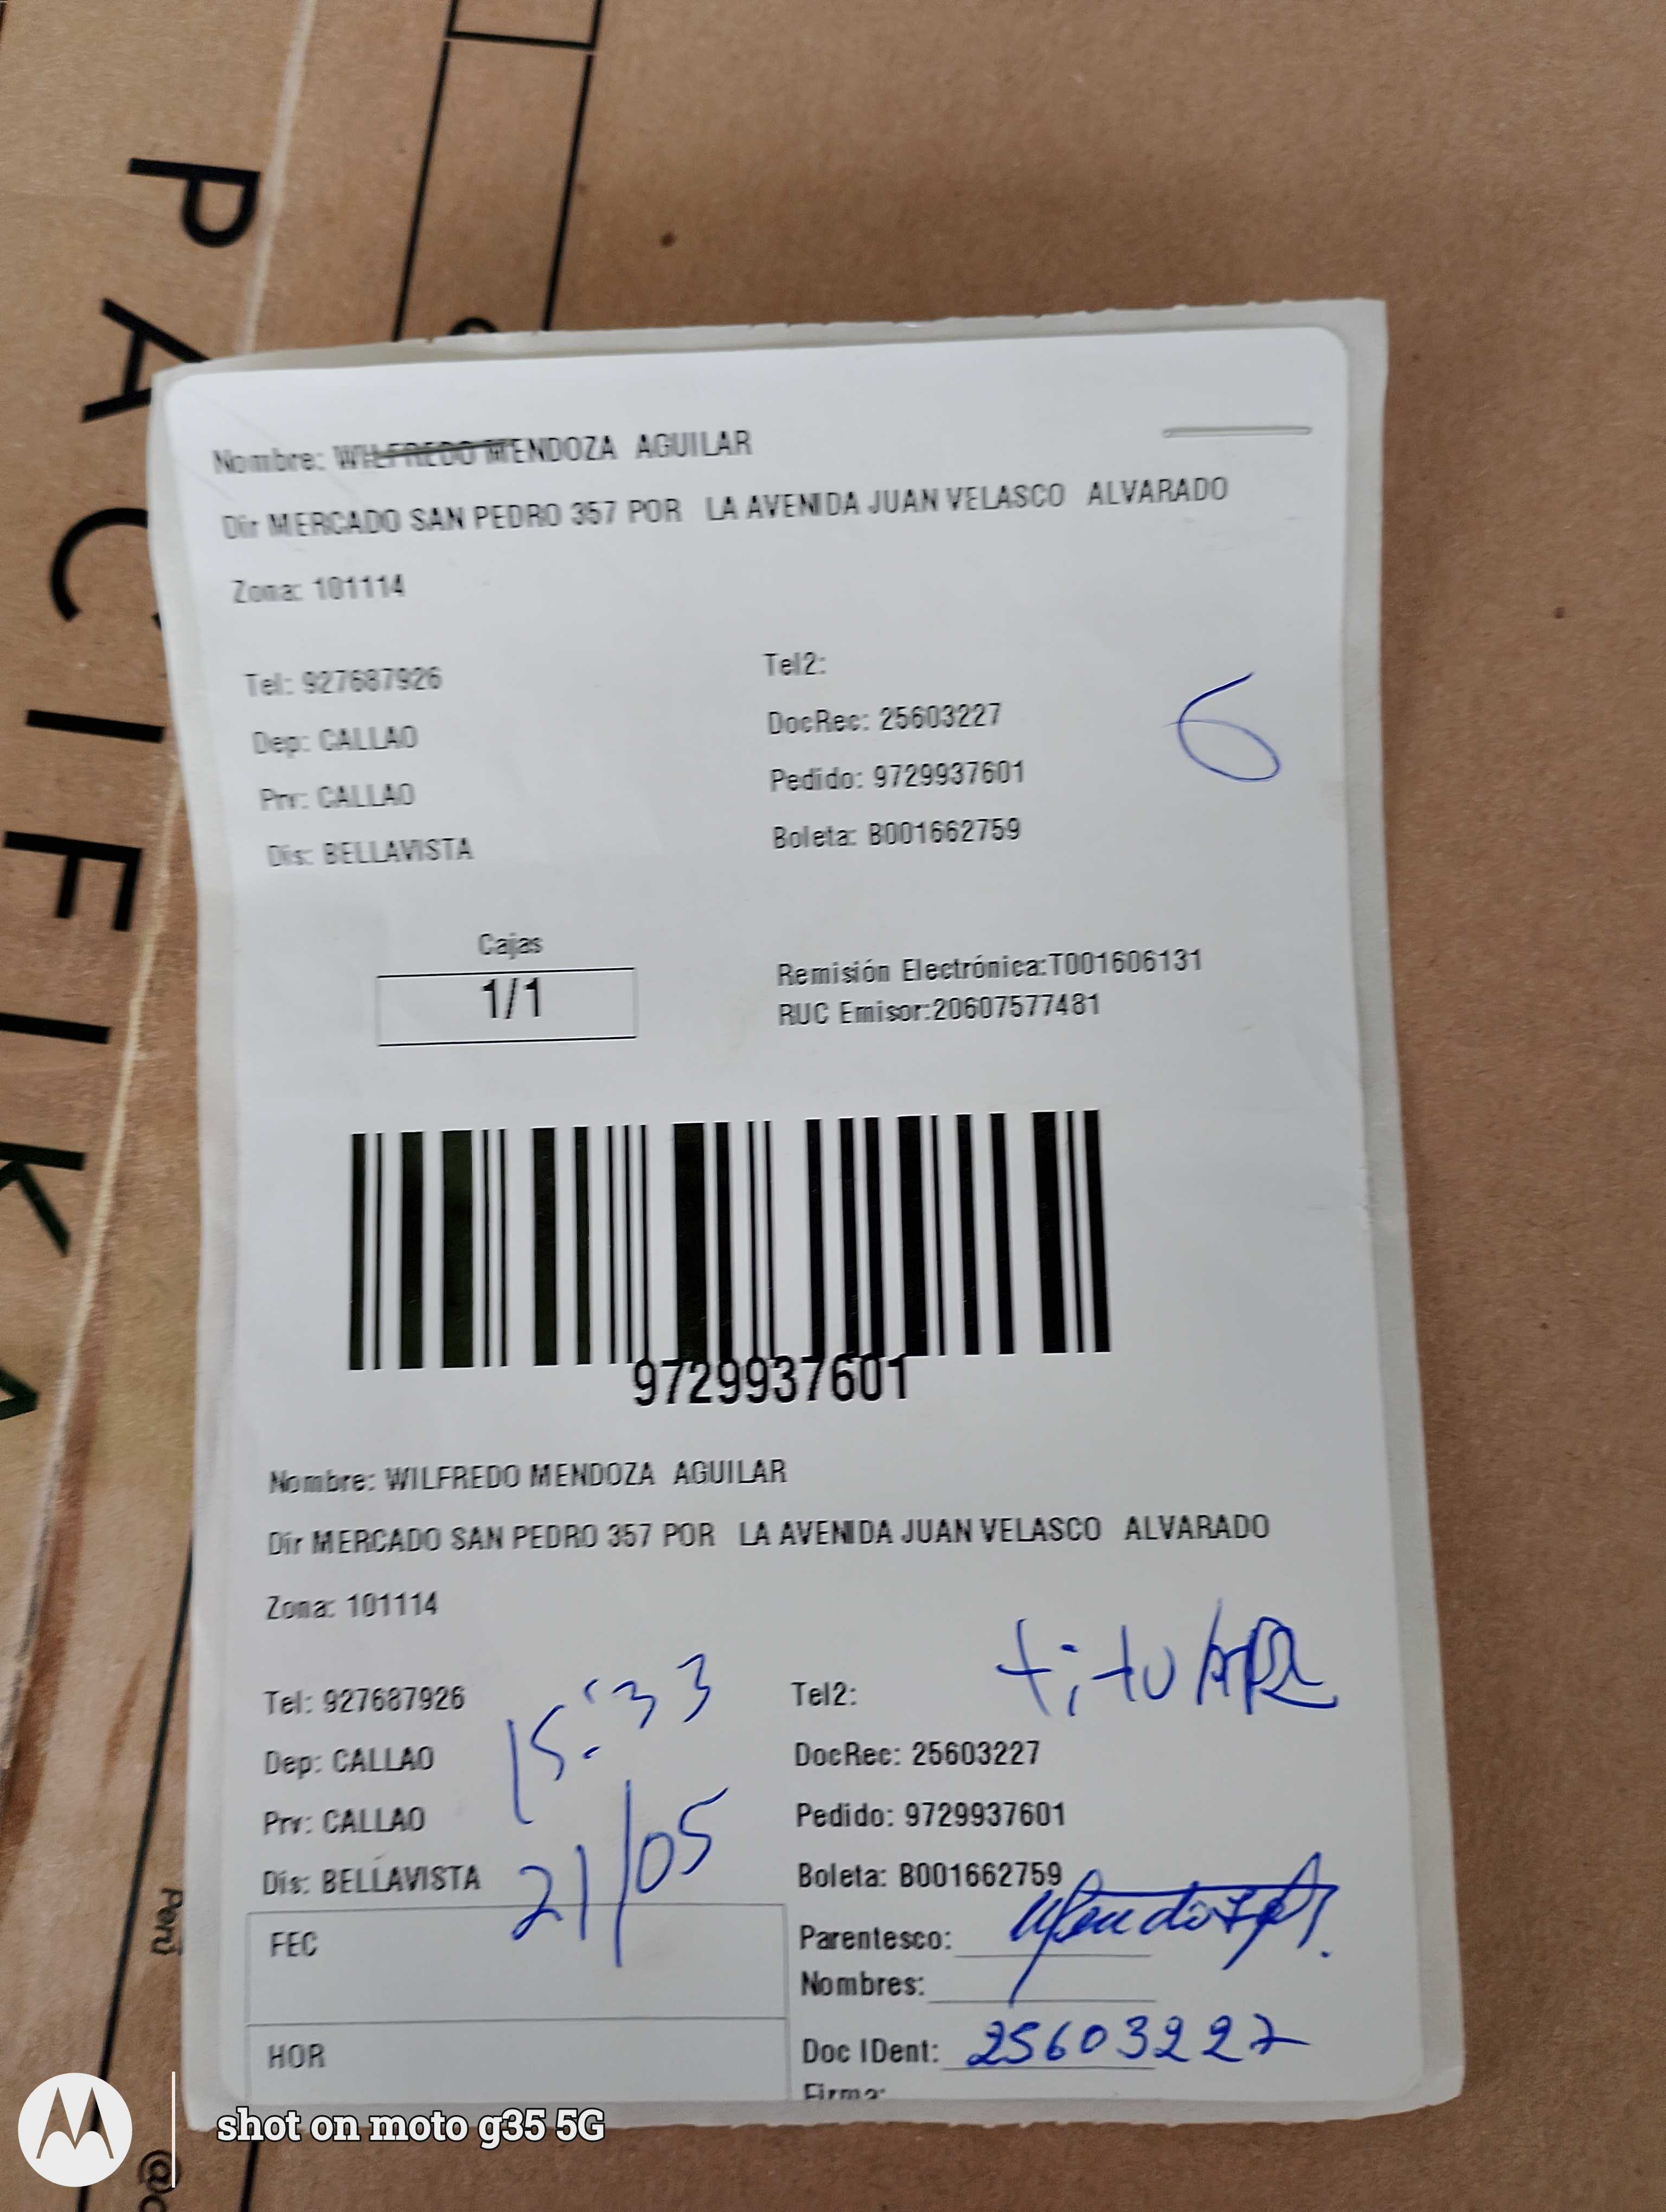 PACIFIKA
Nombre: WILFREDO MENDOZA AGUILAR
Dir MERCADO SAN PEDRO 357 POR LA AVENIDA JUAN VELASCO ALVARADO
Zona: 101114
Tel: 927687926 Tel2:
Dep: CALLAO DocRec: 25603227
6
Prv: CALLAO Pedido: 9729937601
Dis: BELLAVISTA Boleta: B001662759
Cajas
1/1
Remisión Electrónica:T001606131
RUC Emisor:20607577481
9729937601
Nombre: WILFREDO MENDOZA AGUILAR
Dir MERCADO SAN PEDRO 357 POR LA AVENIDA JUAN VELASCO ALVARADO
Zona: 101114
titulAR
Tel: 927687926 15:33 Tel2:
Dep: CALLAO DocRec: 25603227
Prv: CALLAO Pedido: 9729937601
Dis: BELLAVISTA 21/05 Boleta: B001662759
FEC
Parentesco:
Nombres:
HOR
Doc IDent: 25603227
Firma:
Perú
shot on moto g35 5G